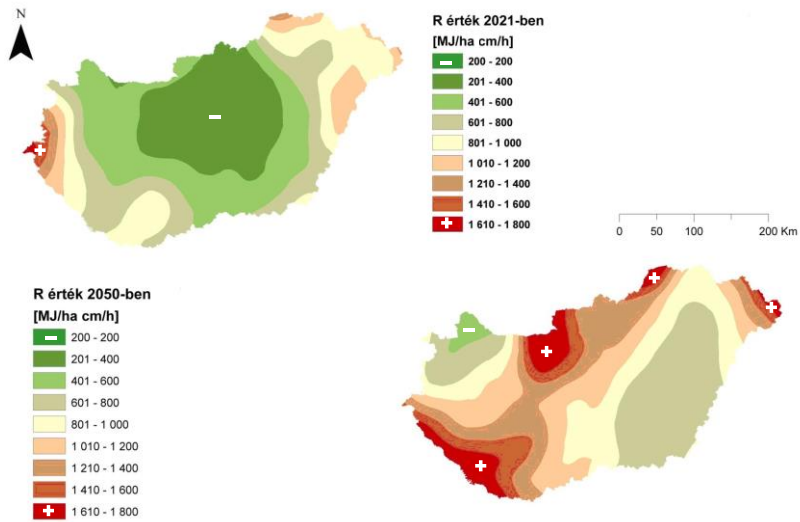 N
R érték 2021-ben
[MJ/ha cm/h]
200 - 200
201 - 400
401 - 600
601 - 800
801 - 1 000
1 010 - 1 200
1 210 - 1 400
1 410 - 1 600
1 610 - 1 800
0 50 100 200 Km
R érték 2050-ben
[MJ/ha cm/h]
200 - 200
201 - 400
401 - 600
601 - 800
801 - 1 000
1 010 - 1 200
1 210 - 1 400
1 410 - 1 600
1 610 - 1 800